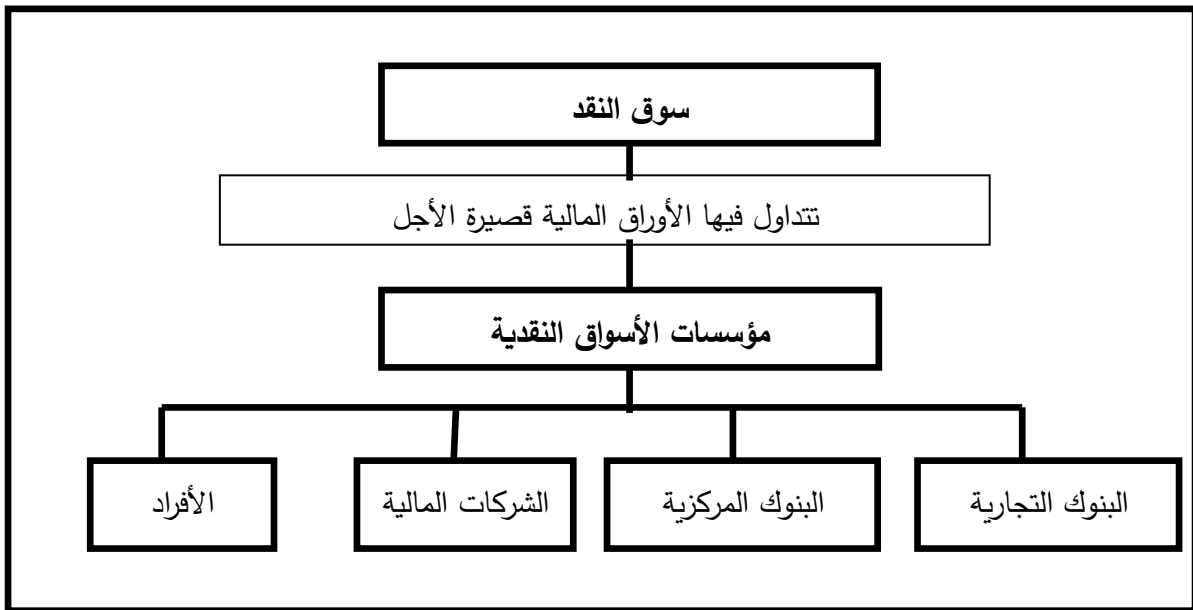 سوق النقد
تتداول فيها الأوراق المالية قصيرة الأجل
مؤسسات الأسواق النقدية
البنوك التجارية
البنوك المركزية
الشركات المالية
الأفراد